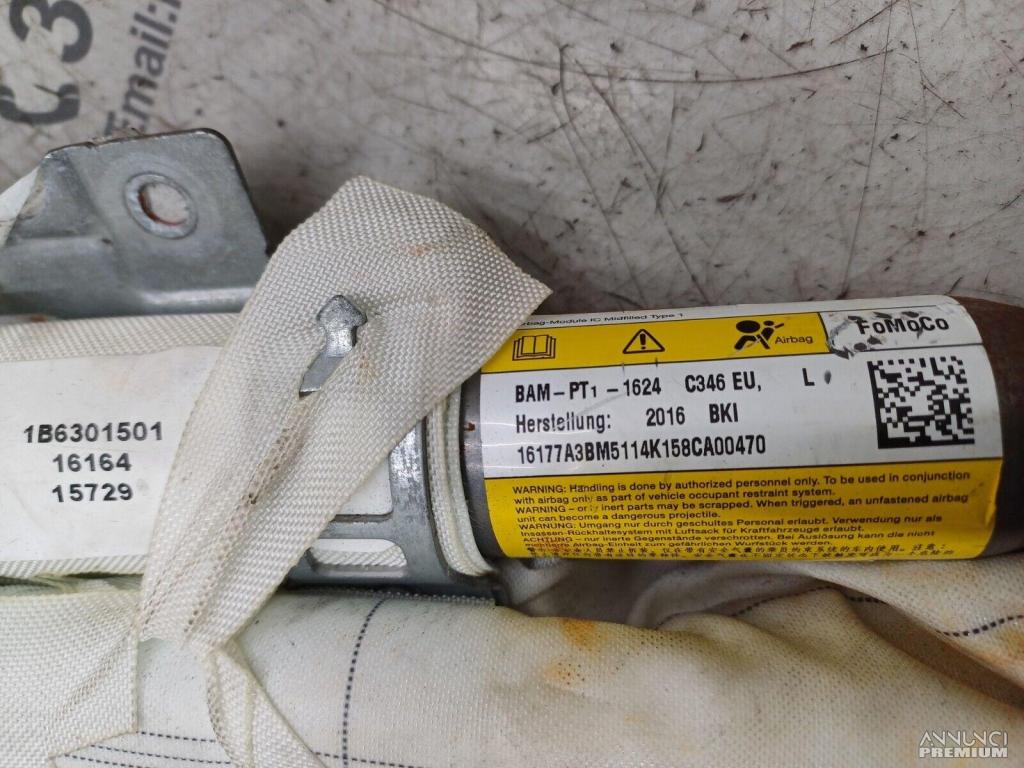 C3
Email:
rbag-Module IC Midfilled Type 1
Airbag
FoMoCo
BAM-PT1-1624 C346 EU, L
Herstellung: 2016 BKI
16177A3BM5114K158CA00470
1B6301501
16164
15729
WARNING: Handling is done by authorized personnel only. To be used in conjunction
with airbag only as part of vehicle occupant restraint system.
WARNING – only inert parts may be scrapped. When triggered, an unfastened airbag
unit can become a dangerous projectile.
WARNUNG: Umgang nur durch geschultes Personal erlaubt. Verwendung nur als
Insassen-Rückhaltesystem mit Luftsack für Kraftfahrzeuge erlaubt.
ACHTUNG – nur inerte Gegenstände verschrotten. Bei Auslösung kann die nicht
montierte Airbag-Einheit zum gefährlichen Wurfstück werden.
ANNUNCI
PREMIUM